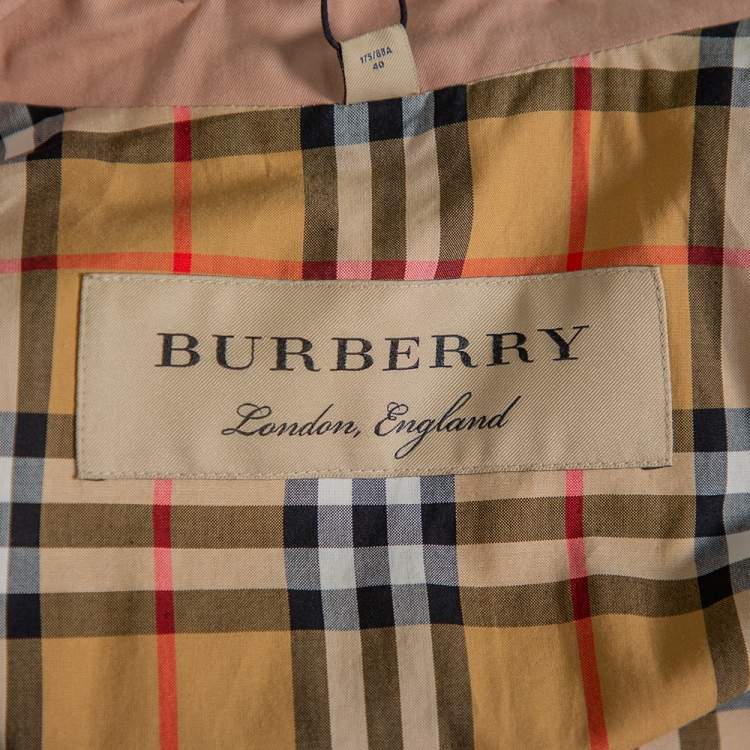 175/88A
40
BURBERRY
London, England